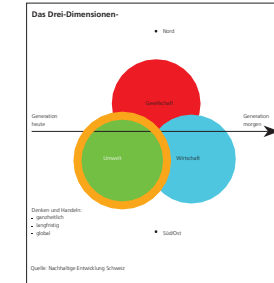 Das Drei-Dimensionen-
• Nord
Gesellschaft
Generation
heute
Generation
morgen
Umwelt
Wirtschaft
Denken und Handeln:
• ganzheitlich
• langfristig
• global
• Süd/Ost
Quelle: Nachhaltige Entwicklung Schweiz